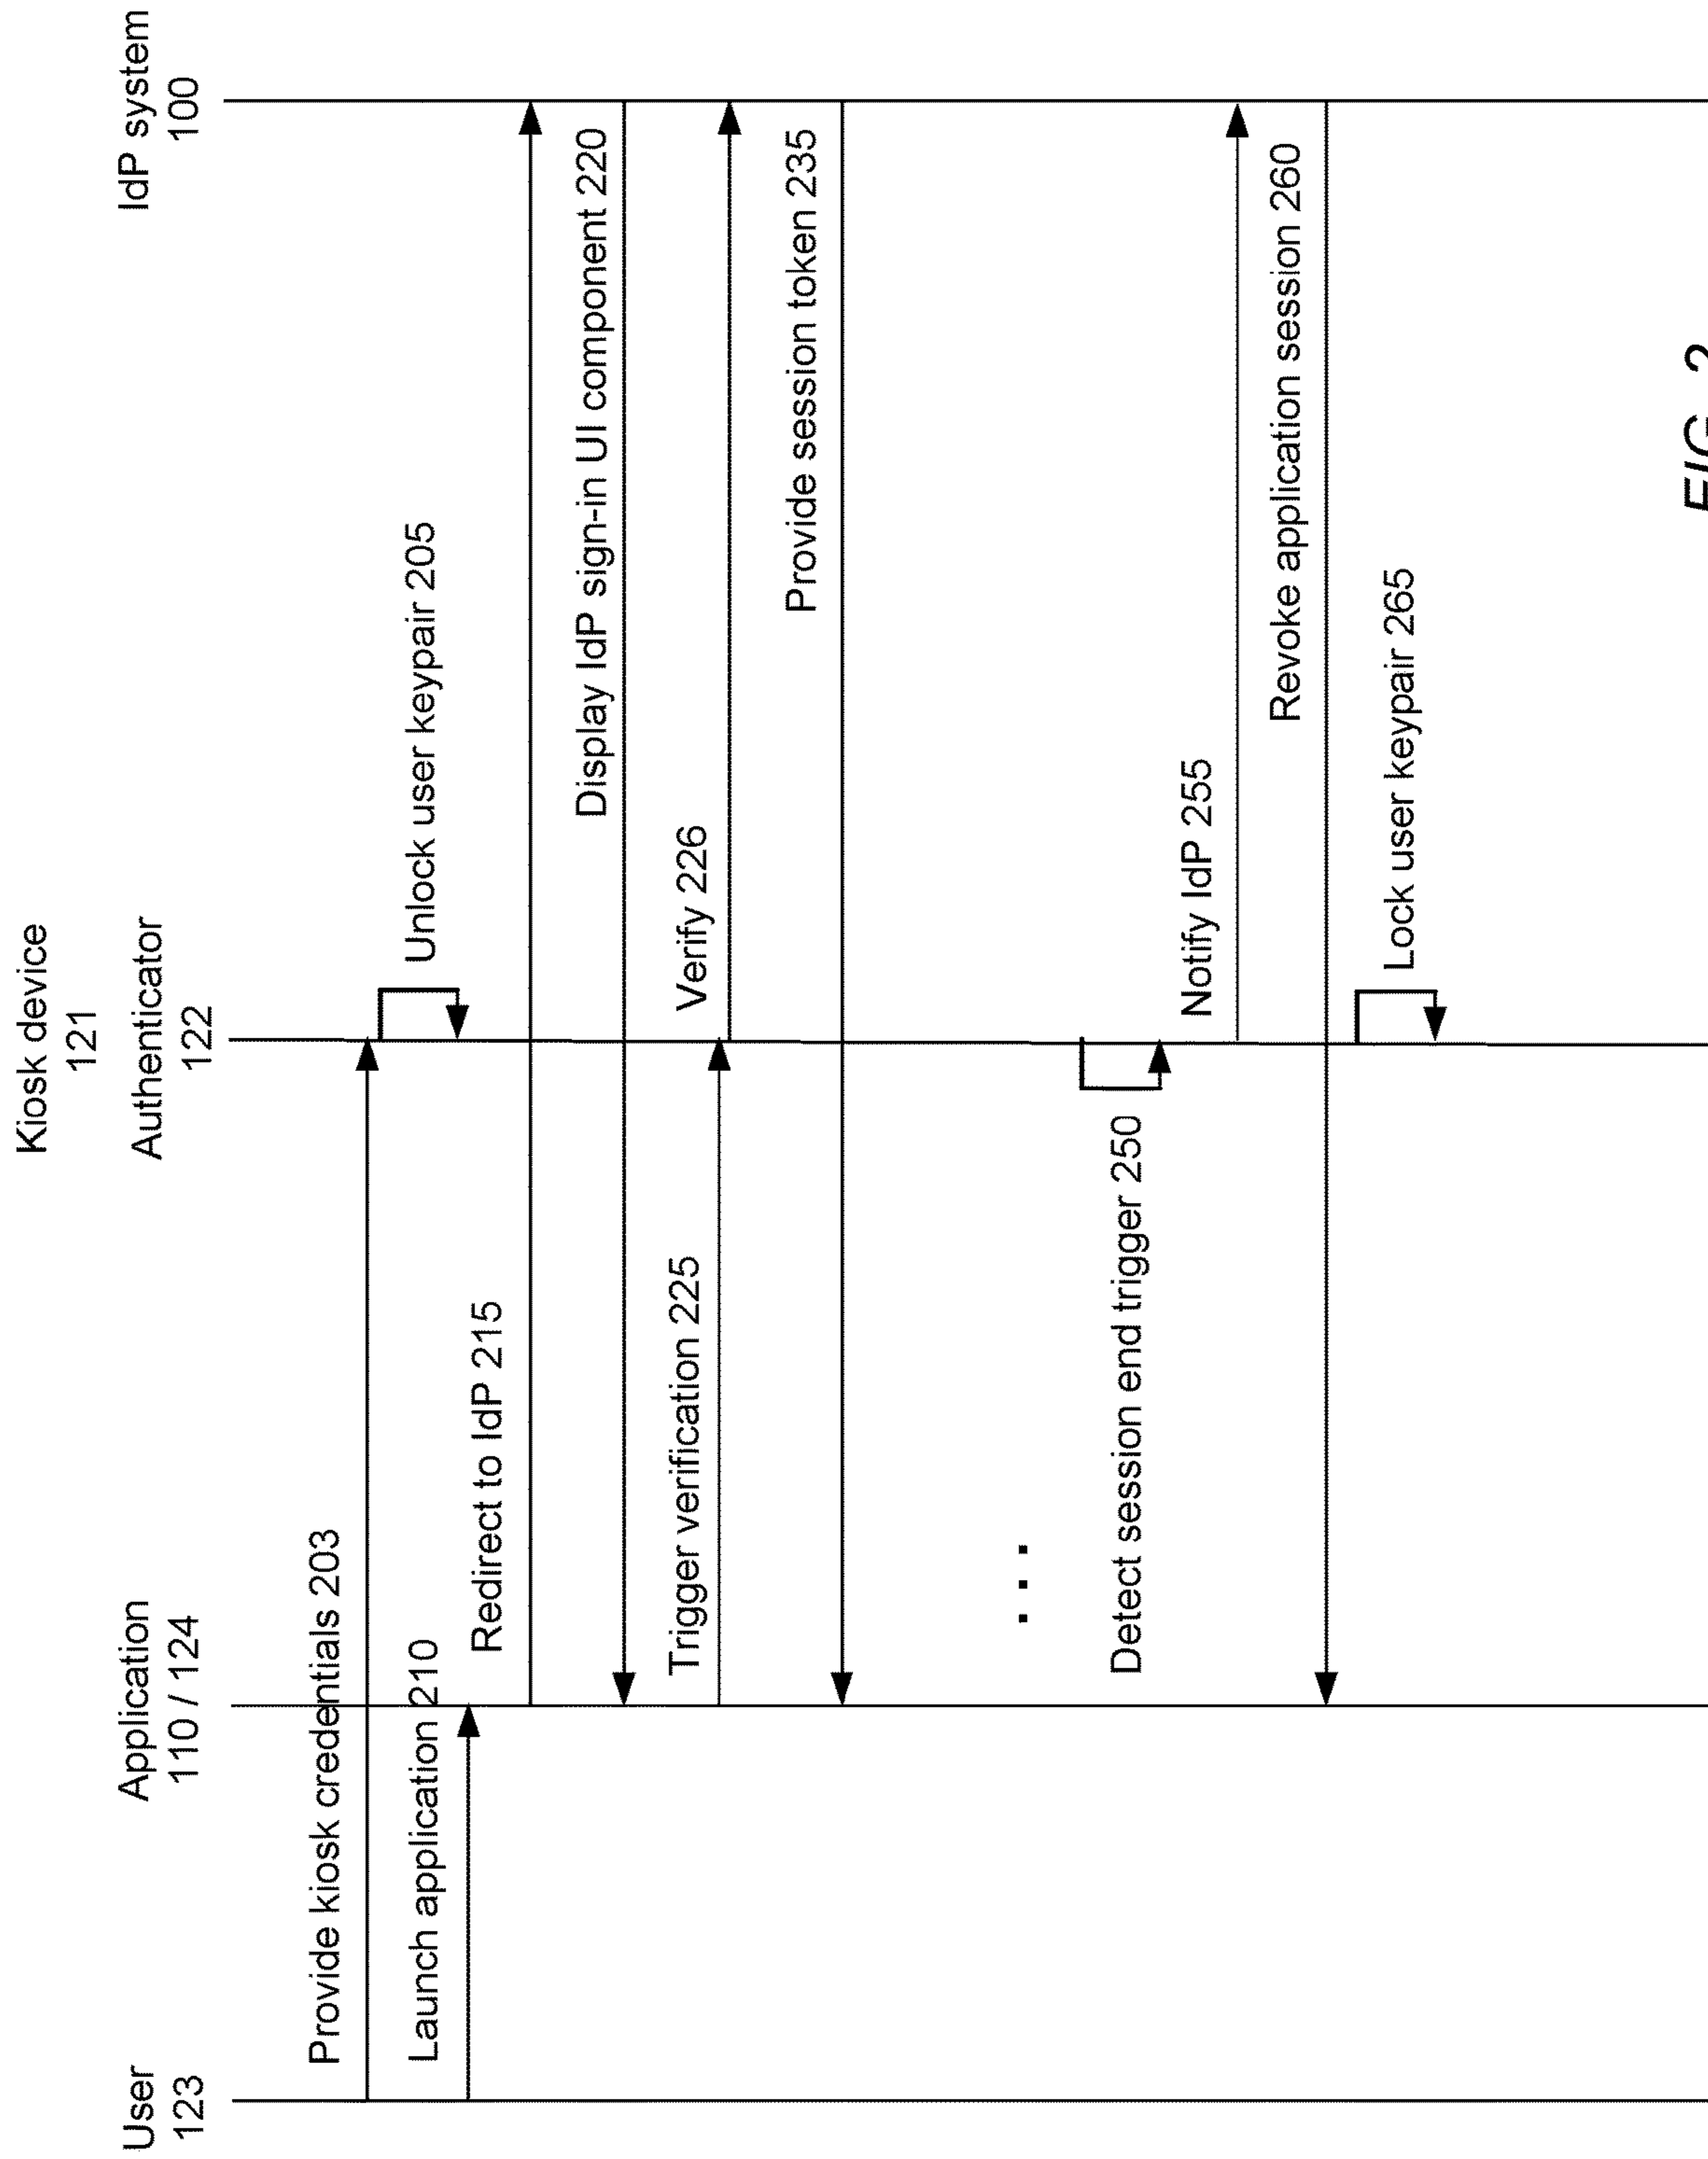 Kiosk device
121
User
123
Application
110 / 124
Authenticator
122
IdP system
100
Provide kiosk credentials 203
Unlock user keypair 205
Launch application 210
Redirect to IdP 215
Display IdP sign-in UI component 220
Trigger verification 225
Verify 226
Provide session token 235
. . .
Detect session end trigger 250
Notify IdP 255
Revoke application session 260
Lock user keypair 265
FIG. 2